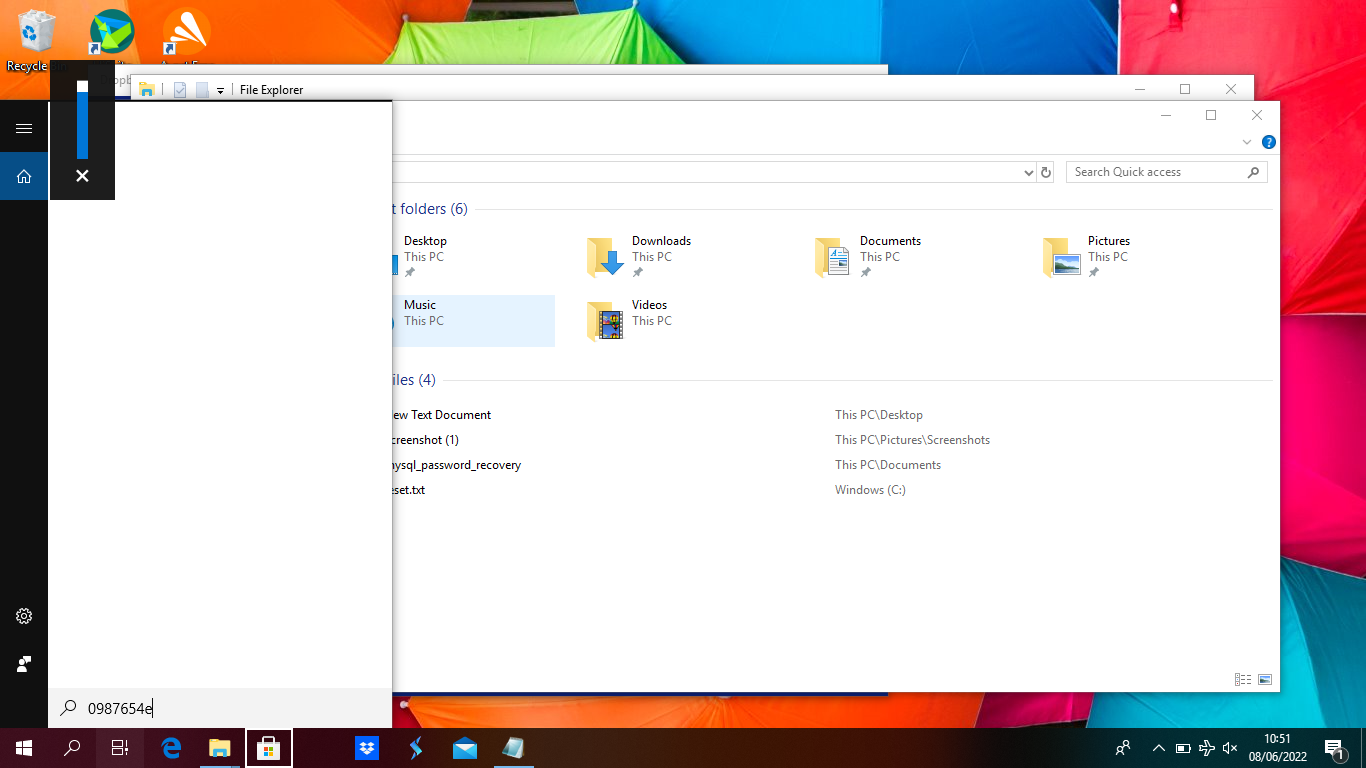 Recycle
File Explorer
Search Quick access
t folders (6)
Desktop
This PC
Downloads
This PC
Documents
This PC
Pictures
This PC
Music
This PC
Videos
This PC
iles (4)
ew Text Document This PC\Desktop
creenshot (1) This PC\Pictures\Screenshots
ysql_password_recovery This PC\Documents
eset.txt Windows (C:)
0987654e
10:51
08/06/2022
1